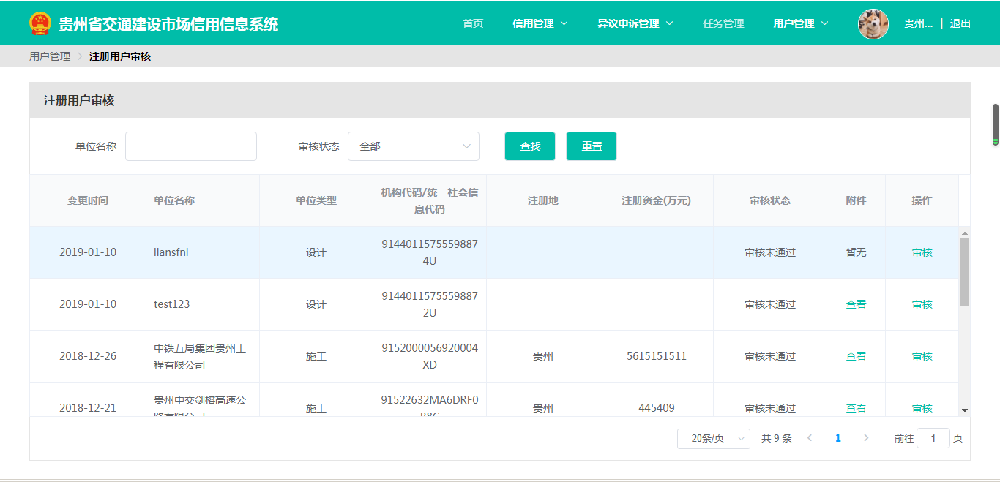 贵州省交通建设市场信用信息系统
首页 信用管理 异议申诉管理 任务管理 用户管理 贵州... | 退出
用户管理 > 注册用户审核
注册用户审核
单位名称 审核状态 全部 查找 重置
变更时间 单位名称 单位类型 机构代码/统一社会信息代码 注册地 注册资金(万元) 审核状态 附件 操作
2019-01-10 llansfnl 设计 91440115755598874U 审核未通过 暂无 审核
2019-01-10 test123 设计 91440115755598872U 审核未通过 查看 审核
2018-12-26 中铁五局集团贵州工程有限公司 施工 9152000056920004XD 贵州 5615151511 审核未通过 查看 审核
2018-12-21 贵州中交剑榕高速公路有限公司 施工 91522632MA6DRF0 贵州 445409 审核未通过 查看 审核
20条/页 共 9 条 < 1 > 前往 1 页